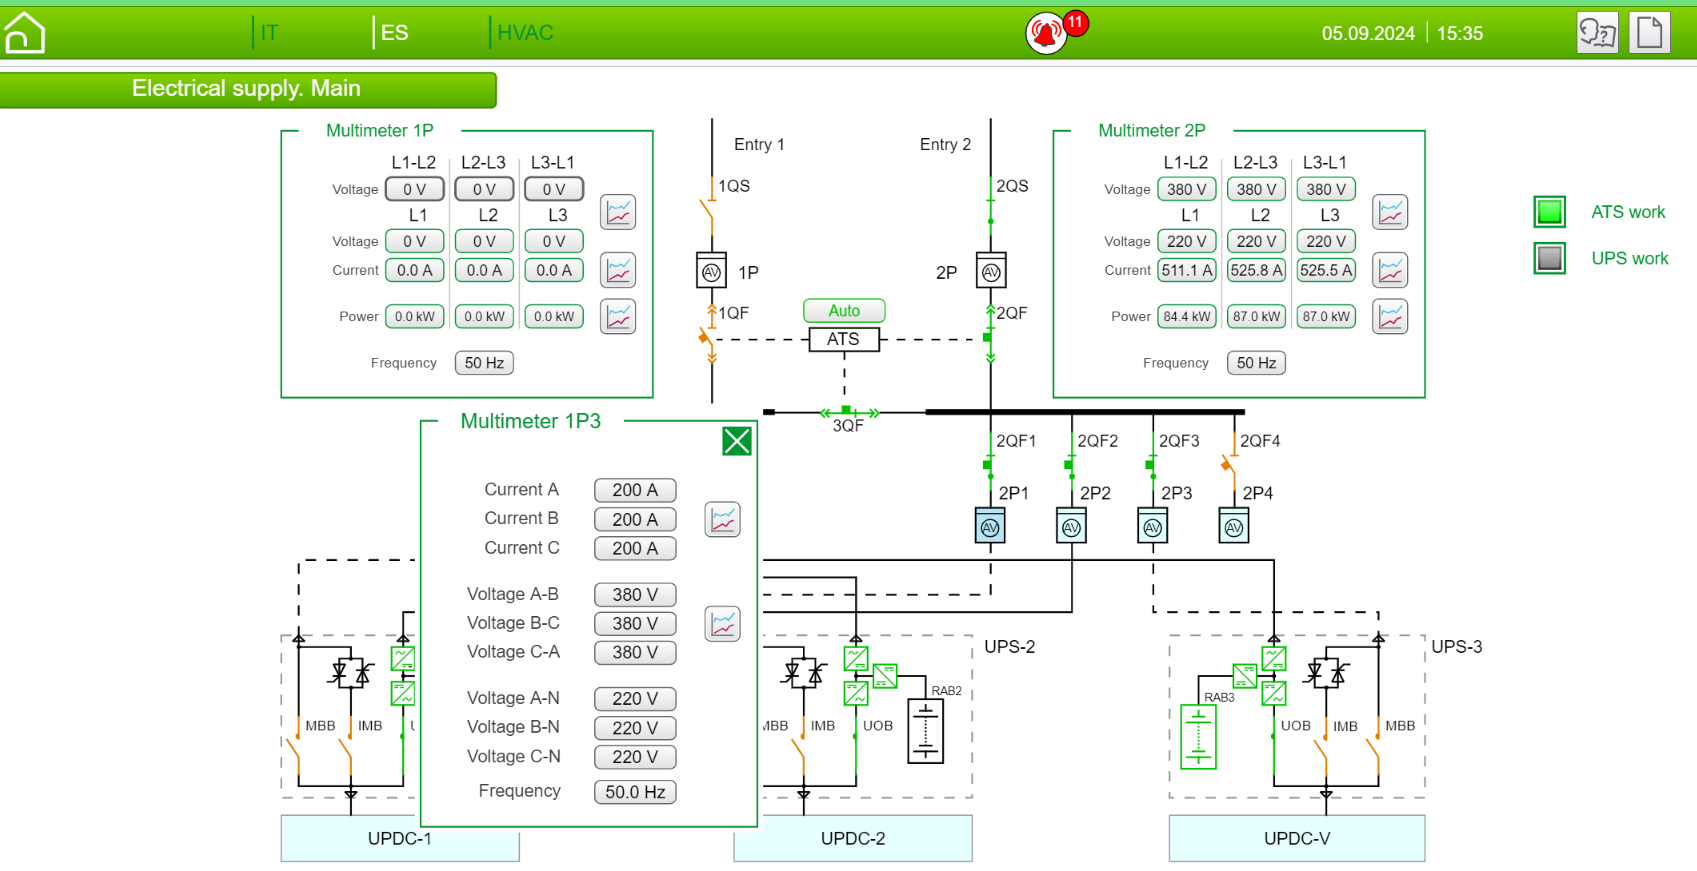 IT
ES
HVAC
11
05.09.2024
15:35
Electrical supply. Main
Multimeter 1P
L1-L2 L2-L3 L3-L1
Voltage 0 V 0 V 0 V
L1 L2 L3
Voltage 0 V 0 V 0 V
Current 0.0 A 0.0 A 0.0 A
Power 0.0 kW 0.0 kW 0.0 kW
Frequency 50 Hz
Entry 1
Entry 2
1QS
2QS
AV 1P
2P AV
1QF
2QF
Auto
ATS
3QF
Multimeter 2P
L1-L2 L2-L3 L3-L1
Voltage 380 V 380 V 380 V
L1 L2 L3
Voltage 220 V 220 V 220 V
Current 511.1 A 525.8 A 525.5 A
Power 84.4 kW 87.0 kW 87.0 kW
Frequency 50 Hz
ATS work
UPS work
Multimeter 1P3
Current A 200 A
Current B 200 A
Current C 200 A
Voltage A-B 380 V
Voltage B-C 380 V
Voltage C-A 380 V
Voltage A-N 220 V
Voltage B-N 220 V
Voltage C-N 220 V
Frequency 50.0 Hz
2QF1 2QF2 2QF3 2QF4
2P1 2P2 2P3 2P4
AV AV AV AV
UPS-2
UPS-3
RAB2
RAB3
MBB IMB
MBB IMB UOB
UOB IMB MBB
UPDC-1
UPDC-2
UPDC-V